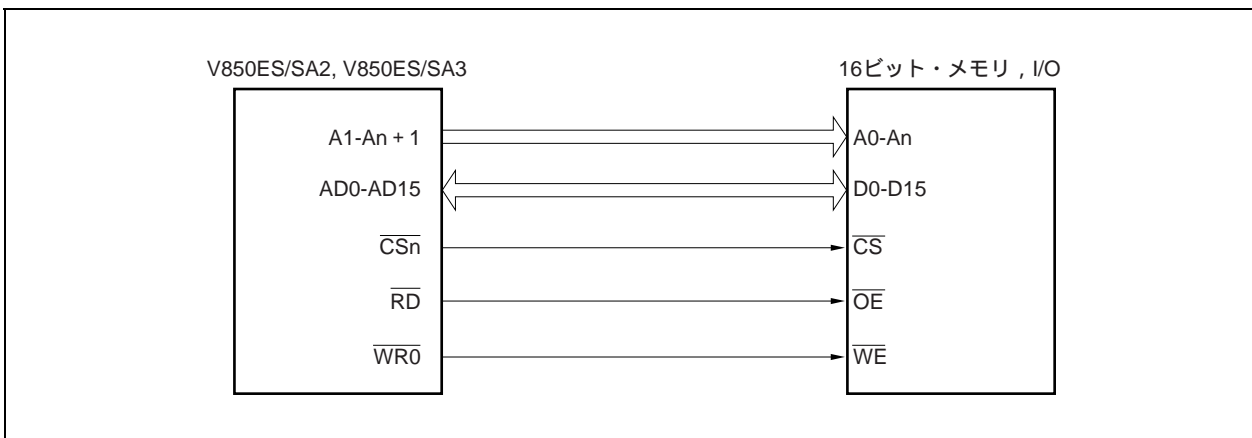 V850ES/SA2, V850ES/SA3
16ビット・メモリ , I/O
A1-An + 1
A0-An
AD0-AD15
D0-D15
CSn
CS
RD
OE
WR0
WE